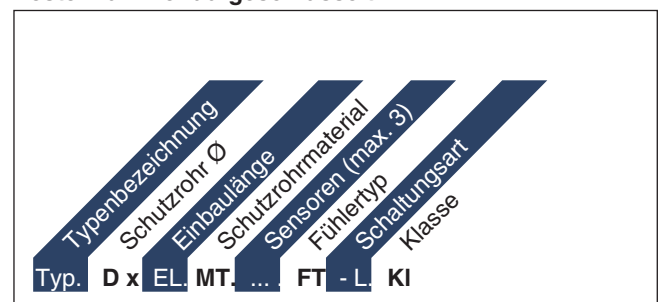 Typenbezeichnung
Schutzrohr Ø
Einbaulänge
Schutzrohrmaterial
Sensoren (max. 3)
Fühlertyp
Schaltungsart
Klasse
Typ. D x EL. MT. ... . FT - L. Kl